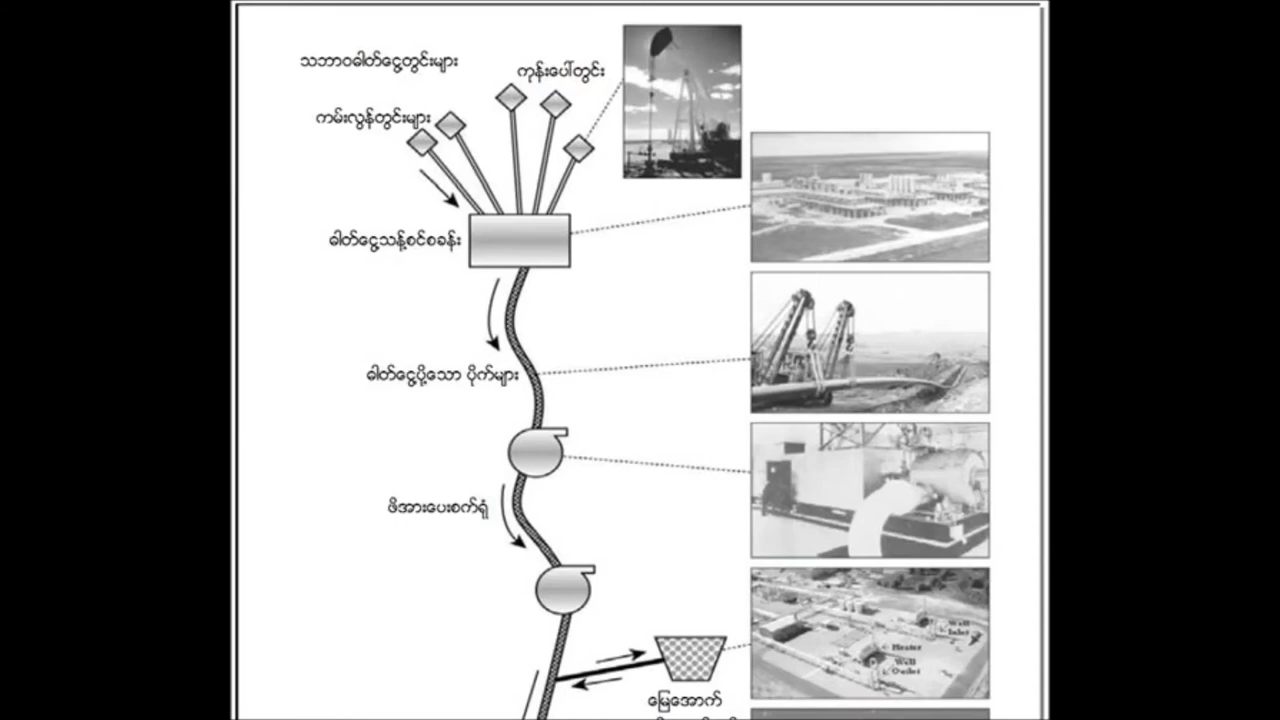 သဘာဝဓါတ်ငွေ့တွင်းများ
ကုန်းပေါ်တွင်း
ကမ်းလွန်တွင်းများ
ဓါတ်ငွေ့သန့်စင်စခန်း
ဓါတ်ငွေ့ပို့သော ပိုက်များ
ဖိအားပေးစက်ရုံ
Well
Inlet
Heater
Well
Outlet
မြေအောက်